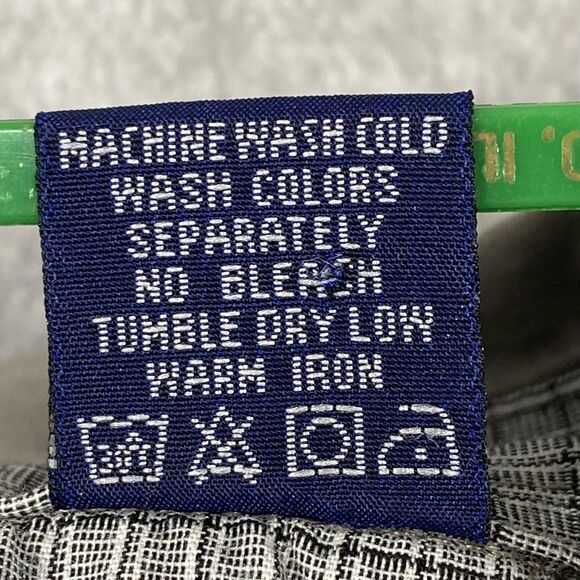 MACHINE WASH COLD
WASH COLORS
SEPARATELY
NO BLEACH
TUMBLE DRY LOW
WARM IRON